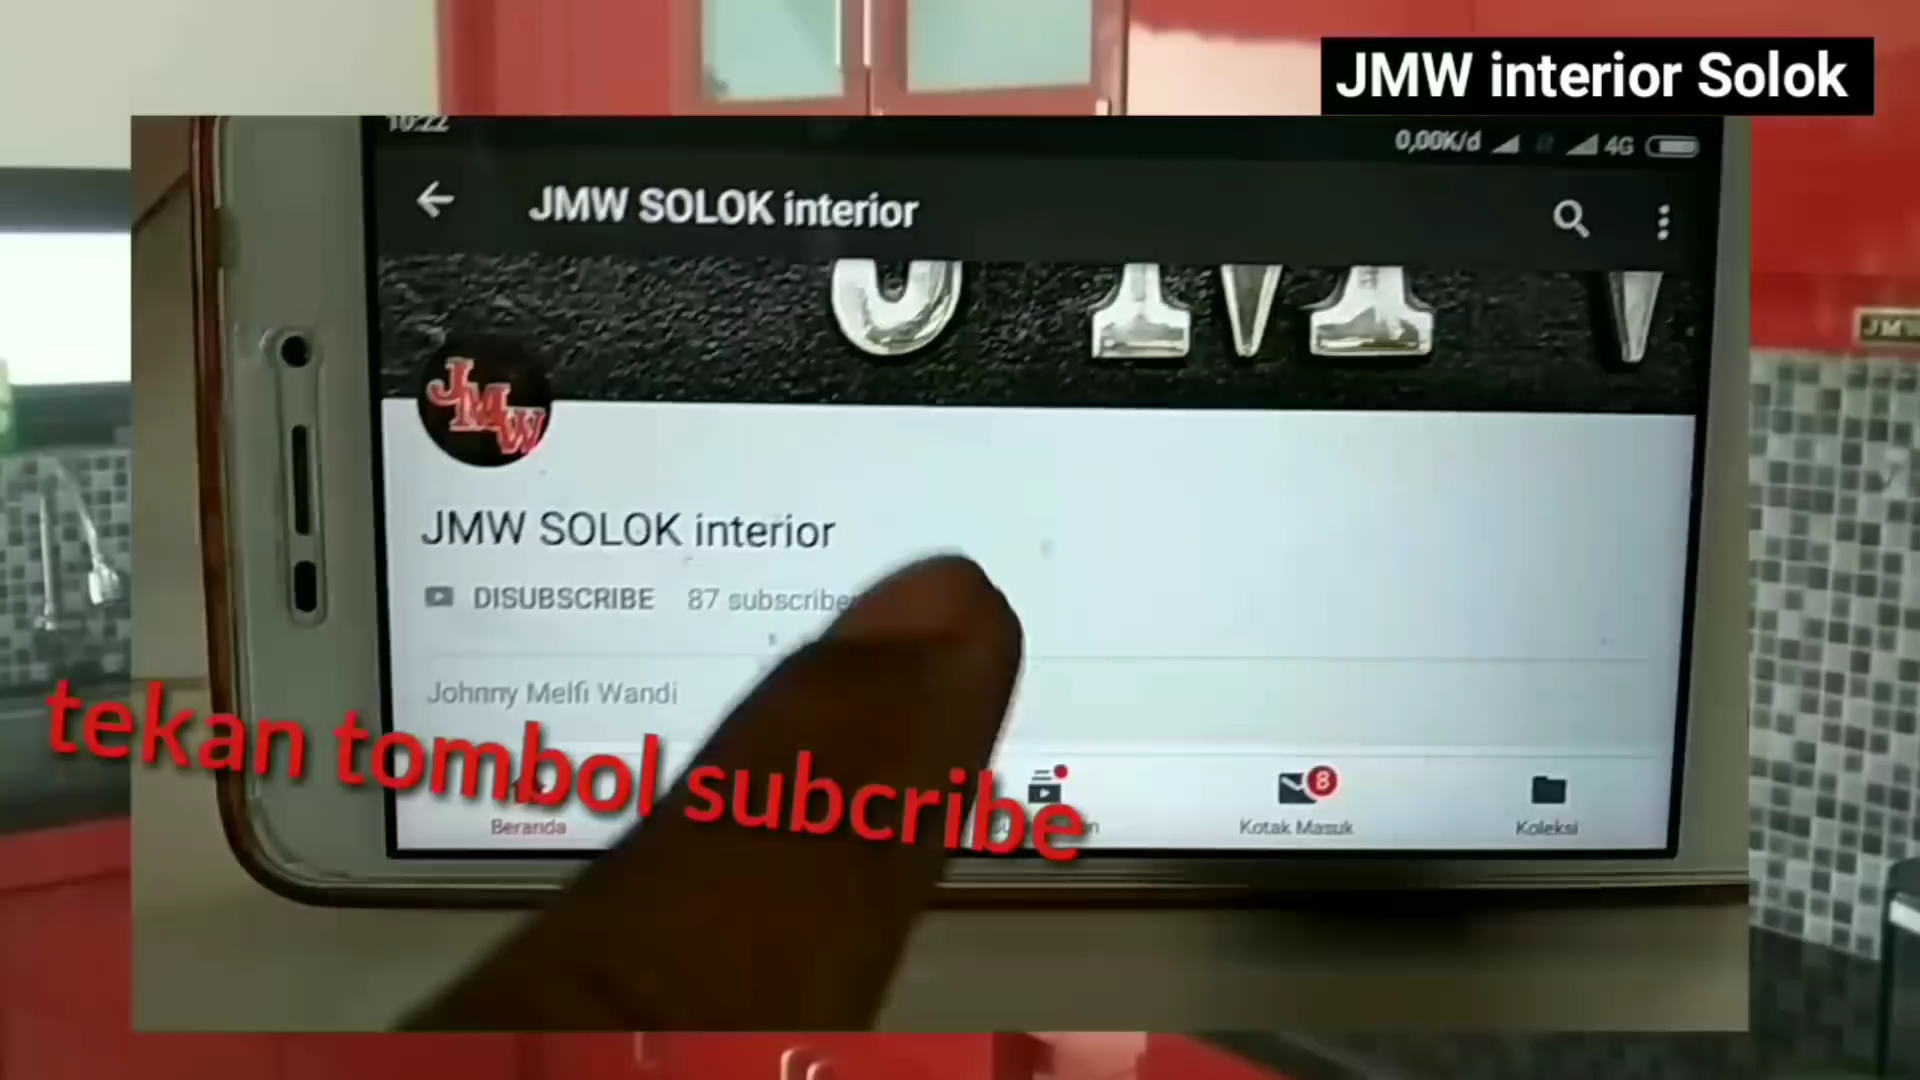 JMW interior Solok
10:22
0,00K/d 4G
JMW SOLOK interior
JMW
JMW
JMW SOLOK interior
DISUBSCRIBE 87 subscribe
Johnny Melfi Wandi
tekan tombol subcribe
8
Beranda
Kotak Masuk
Koleksi